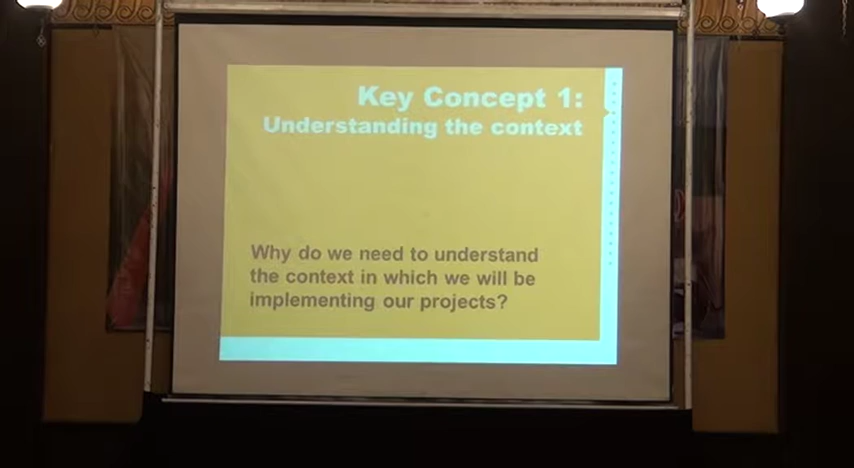 Key Concept 1:
Understanding the context
Why do we need to understand
the context in which we will be
implementing our projects?